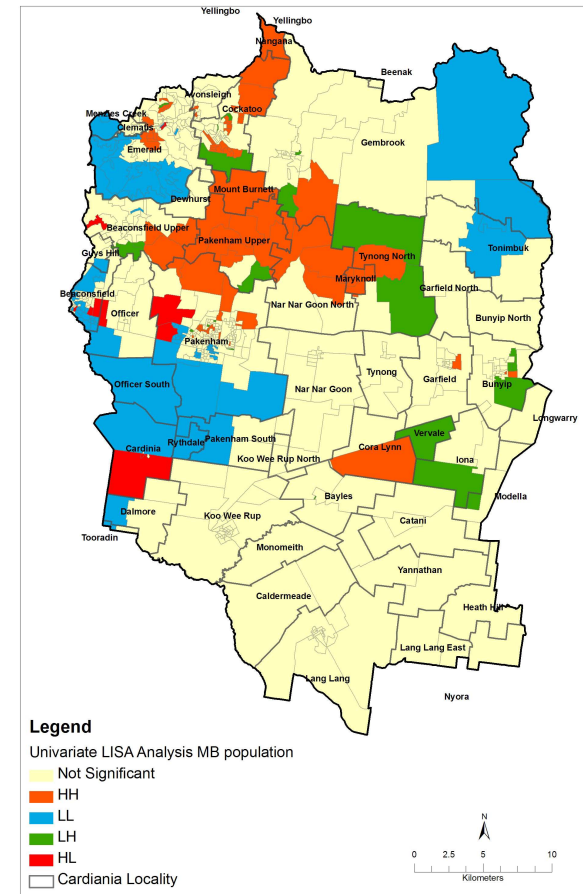 Yellingbo
Yellingbo
Nangana
Beenak
Avonsleigh
Cockatoo
Menzies Creek
Clematis
Gembrook
Emerald
Mount Burnett
Dewhurst
Beaconsfield Upper
Pakenham Upper
Tonimbuk
Guys Hill
Tynong North
Maryknoll
Garfield North
Beaconsfield
Officer
Nar Nar Goon North
Bunyip North
Pakenham
Tynong
Officer South
Nar Nar Goon
Garfield
Bunyip
Longwarry
Vervale
Rythdale
Pakenham South
Cardinia
Cora Lynn
Koo Wee Rup North
Iona
Bayles
Modella
Dalmore
Koo Wee Rup
Catani
Tooradin
Monomeith
Yannathan
Caldermeade
Heath Hill
Lang Lang East
Lang Lang
Nyora
Legend
Univariate LISA Analysis MB population
Not Significant
HH
LL
LH
HL
Cardiania Locality
N
0 2.5 5 10
Kilometers